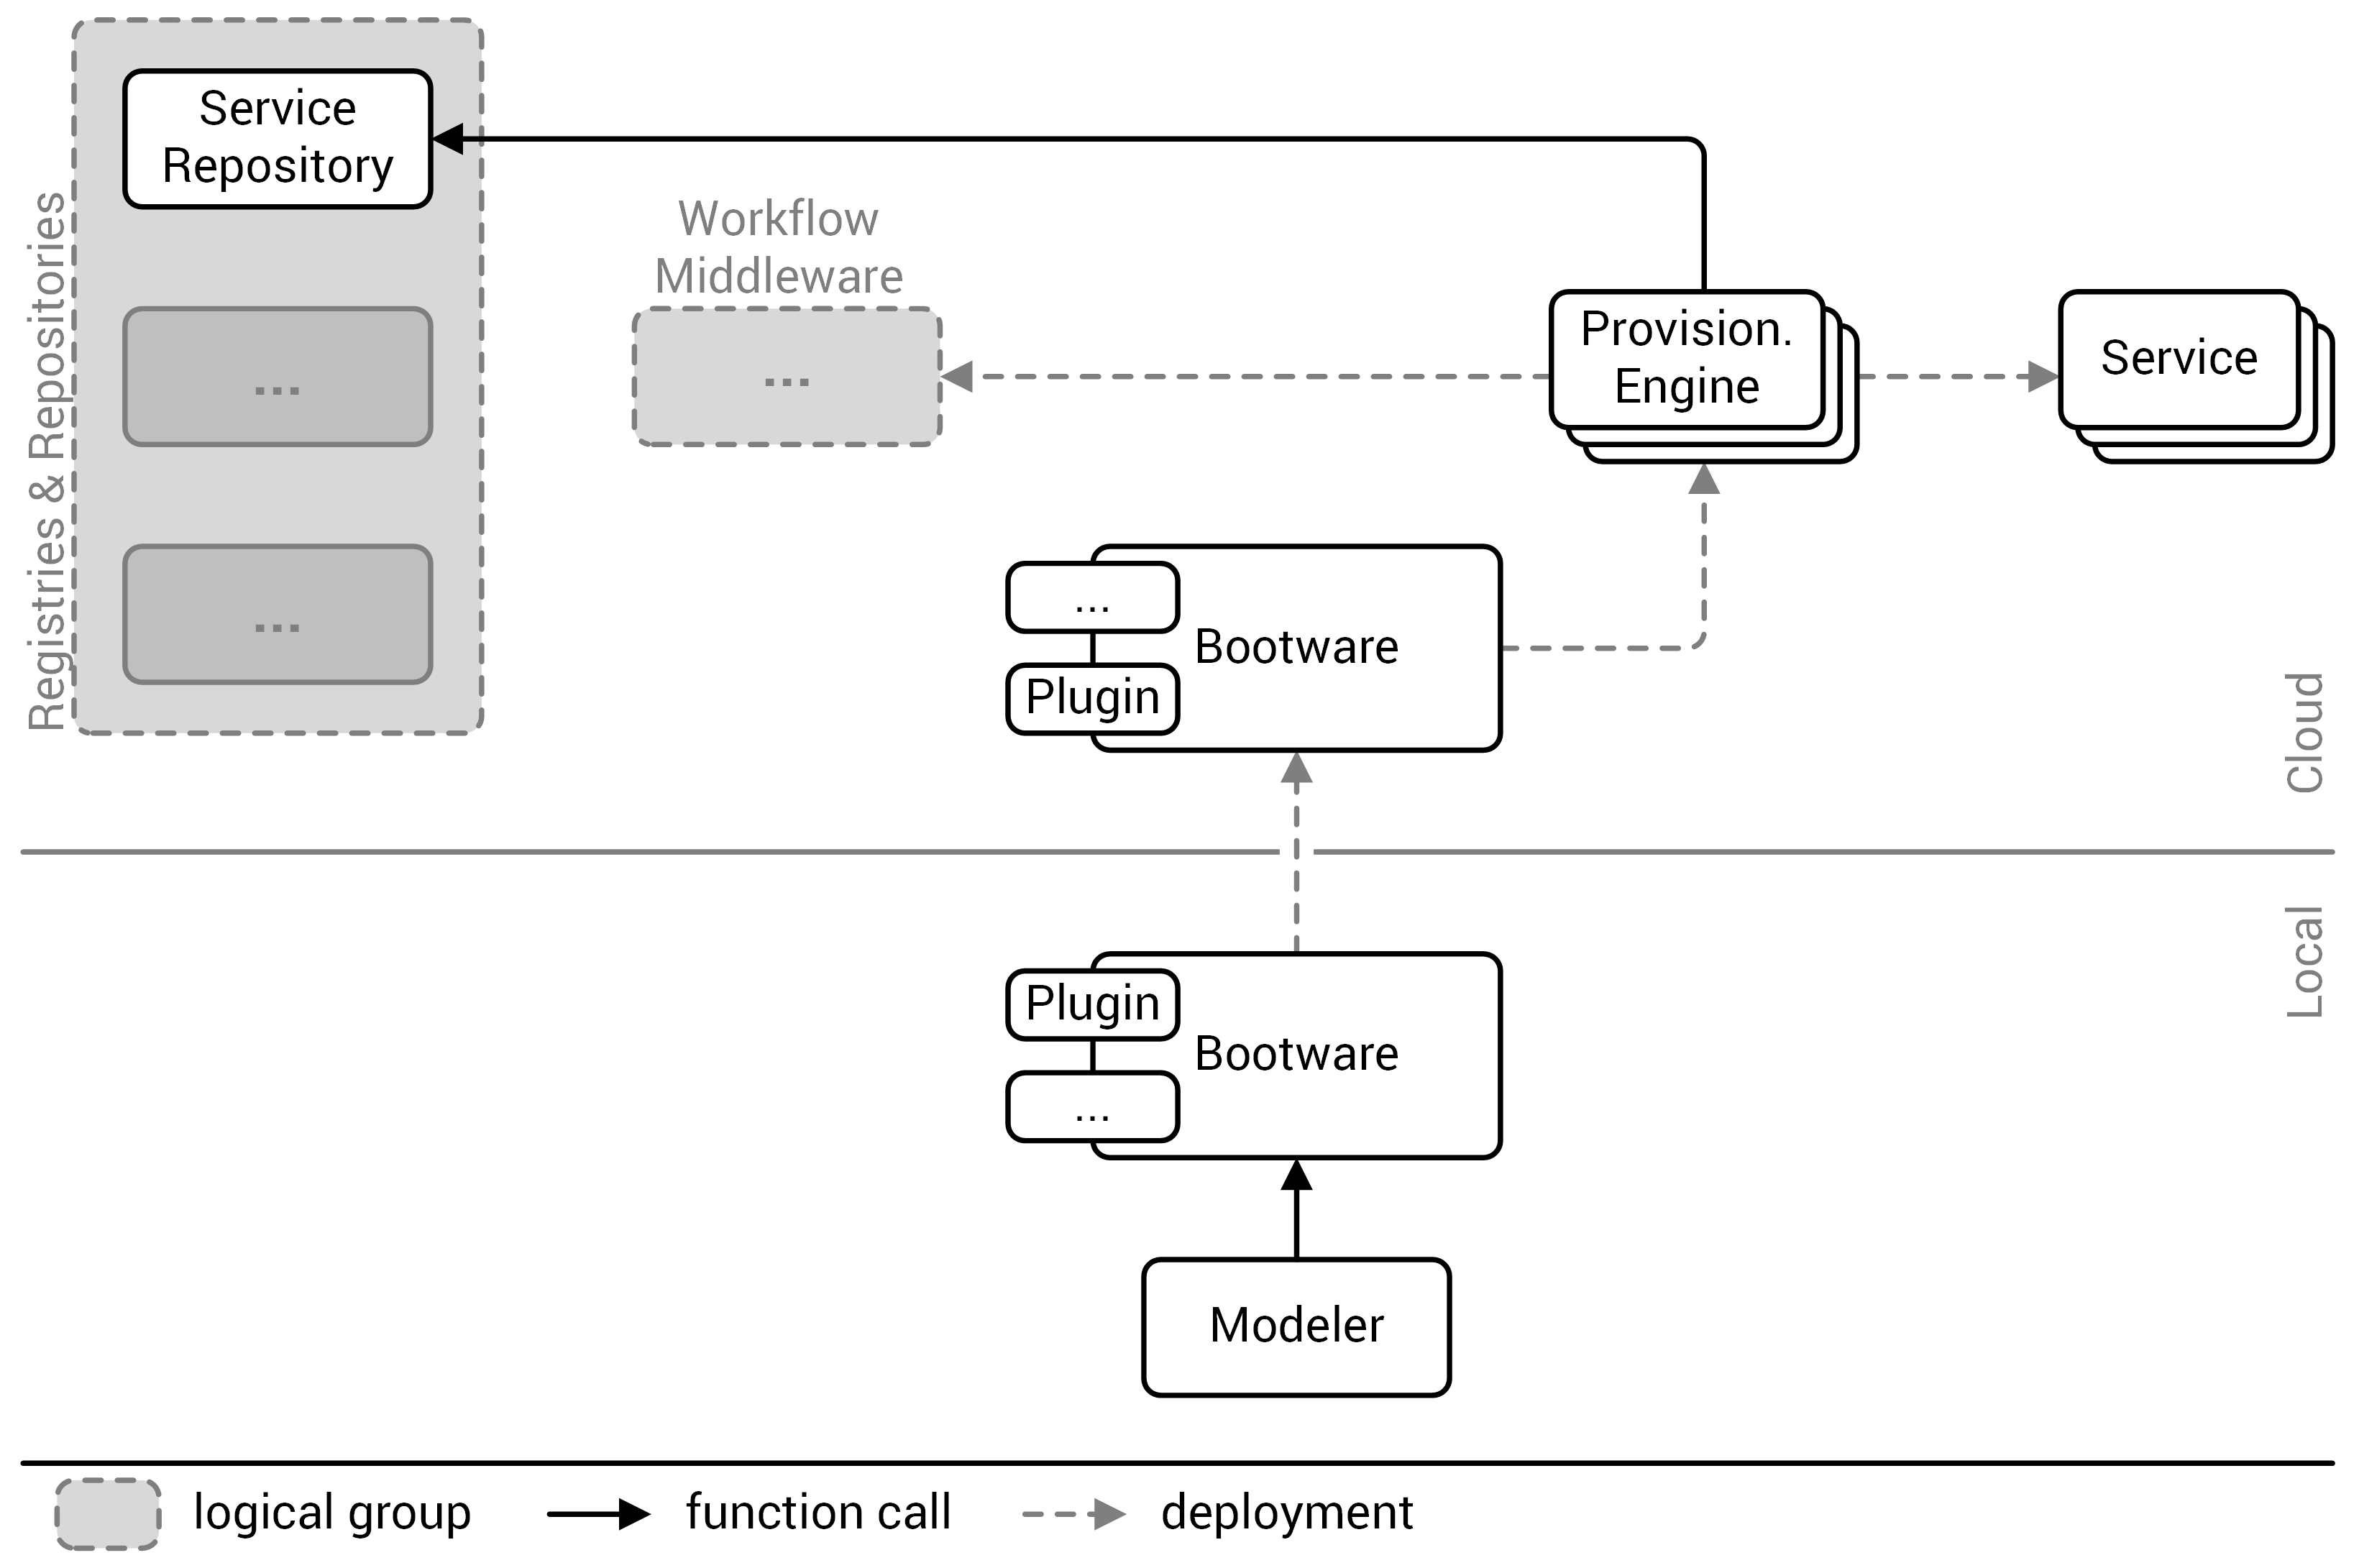 Service
Repository
Registries & Repositories
...
...
Workflow
Middleware
...
Provision.
Engine
Service
...
Plugin
Bootware
Cloud
Local
Plugin
...
Bootware
Modeler
logical group
function call
deployment